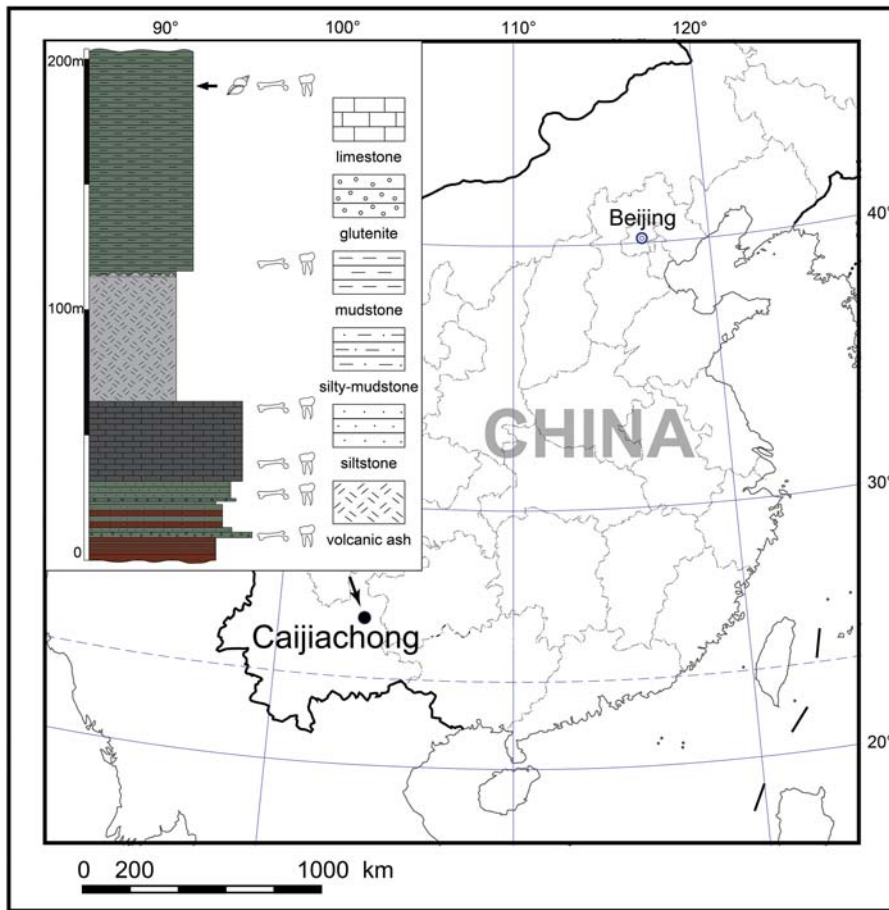 90°
100°
110°
120°
200m
limestone
glutenite
Beijing
40°
mudstone
100m
silty-mudstone
CHINA
siltstone
30°
volcanic ash
0
Caijiachong
20°
0 200 1000 km